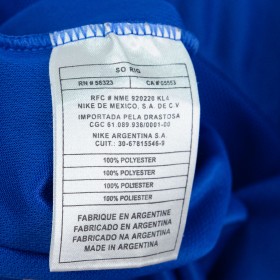 SO RIS
RN # 56323 CA # 05553
RFC # NME 920220 KL4
NIKE DE MEXICO, S.A. DE C.V
IMPORTADA PELA DRASTOSA
CGC 61 089 938/0001-00
NIKE ARGENTINA S.A
CUIT.: 30-67815546-9
100% POLYESTER
100% POLIESTER
100% POLIESTER
100% POLYESTER
FABRIQUE EN ARGENTINE
FABRICADO EN ARGENTINA
FABRICADO NA ARGENTINA
MADE IN ARGENTINA